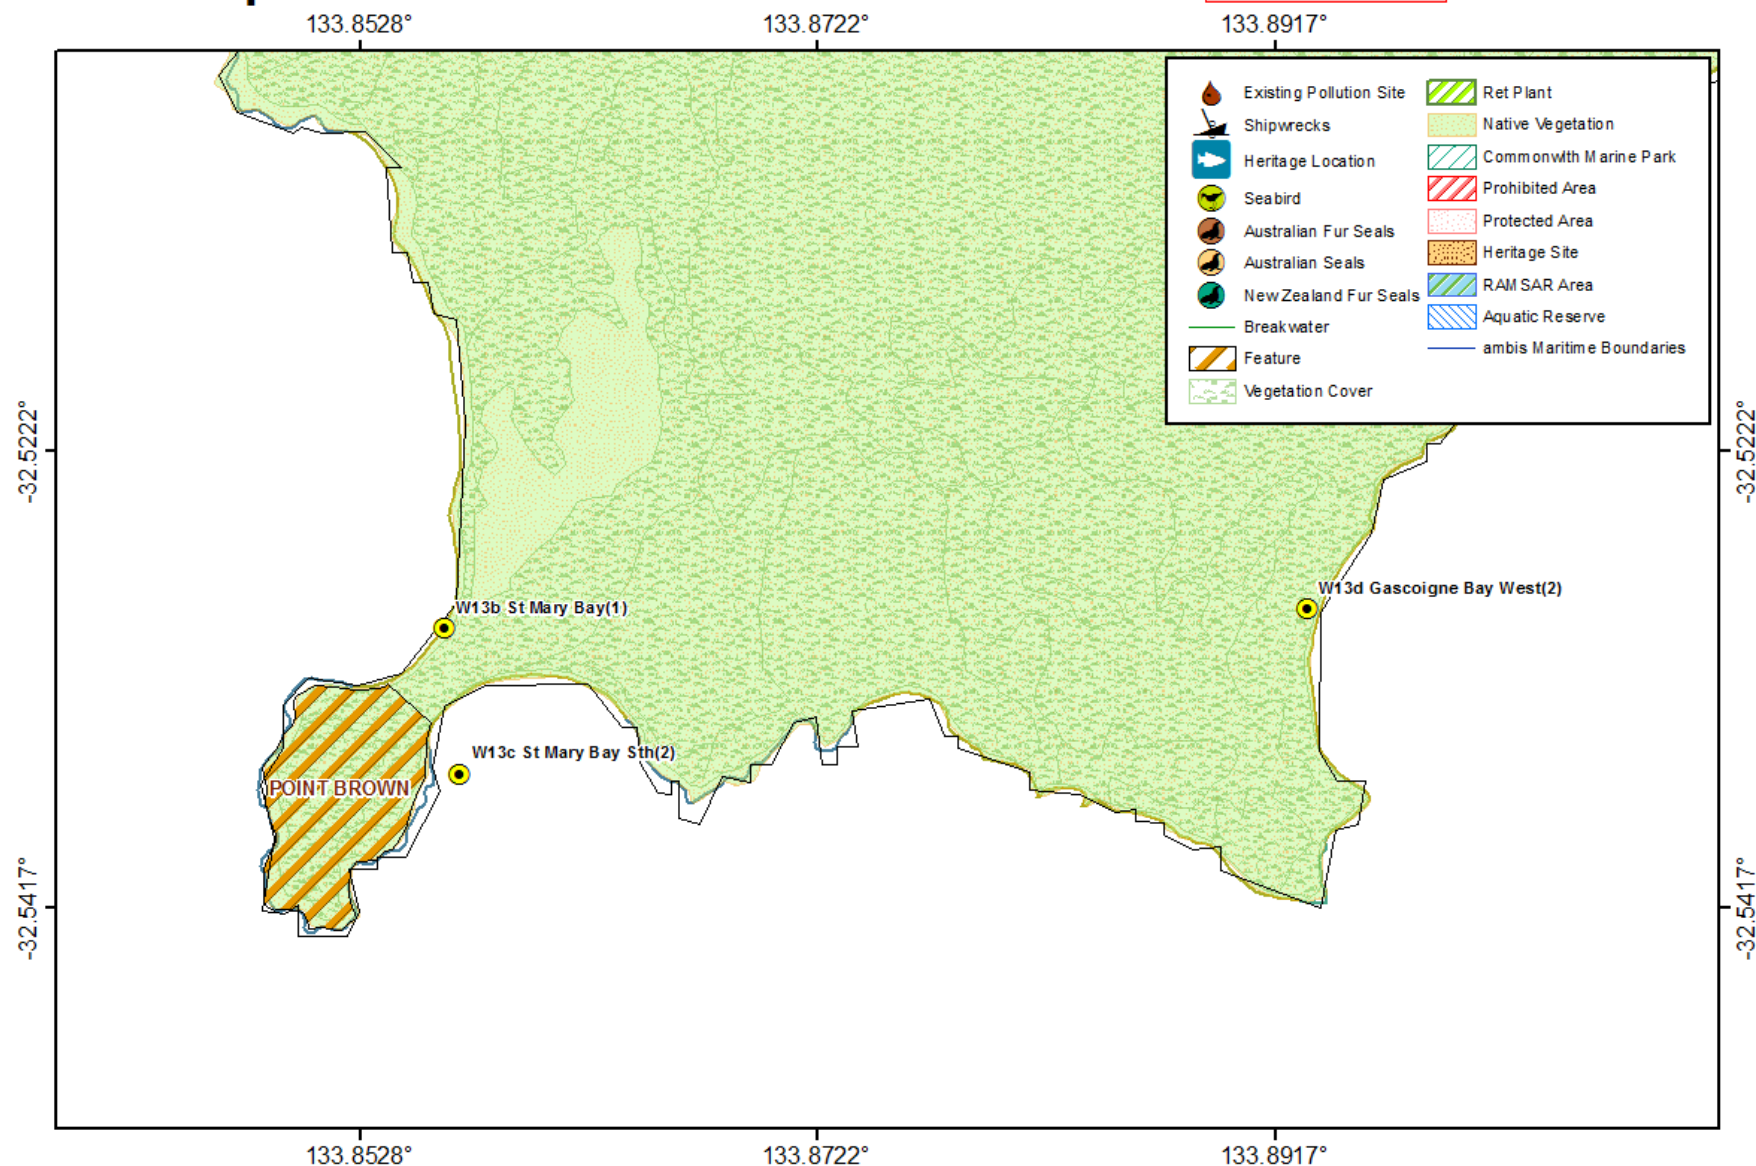 133.8528° 133.8722° 133.8917°
Existing Pollution Site
Shipwrecks
Heritage Location
Seabird
Australian Fur Seals
Australian Seals
New Zealand Fur Seals
Breakwater
Feature
Vegetation Cover
Ret Plant
Native Vegetation
Commonwlth Marine Park
Prohibited Area
Protected Area
Heritage Site
RAMSAR Area
Aquatic Reserve
ambis Maritime Boundaries
-32.5222° -32.5222°
W13d Gascoigne Bay West(2)
W13b St Mary Bay(1)
W13c St Mary Bay Sth(2)
POINT BROWN
-32.5417° -32.5417°
133.8528° 133.8722° 133.8917°